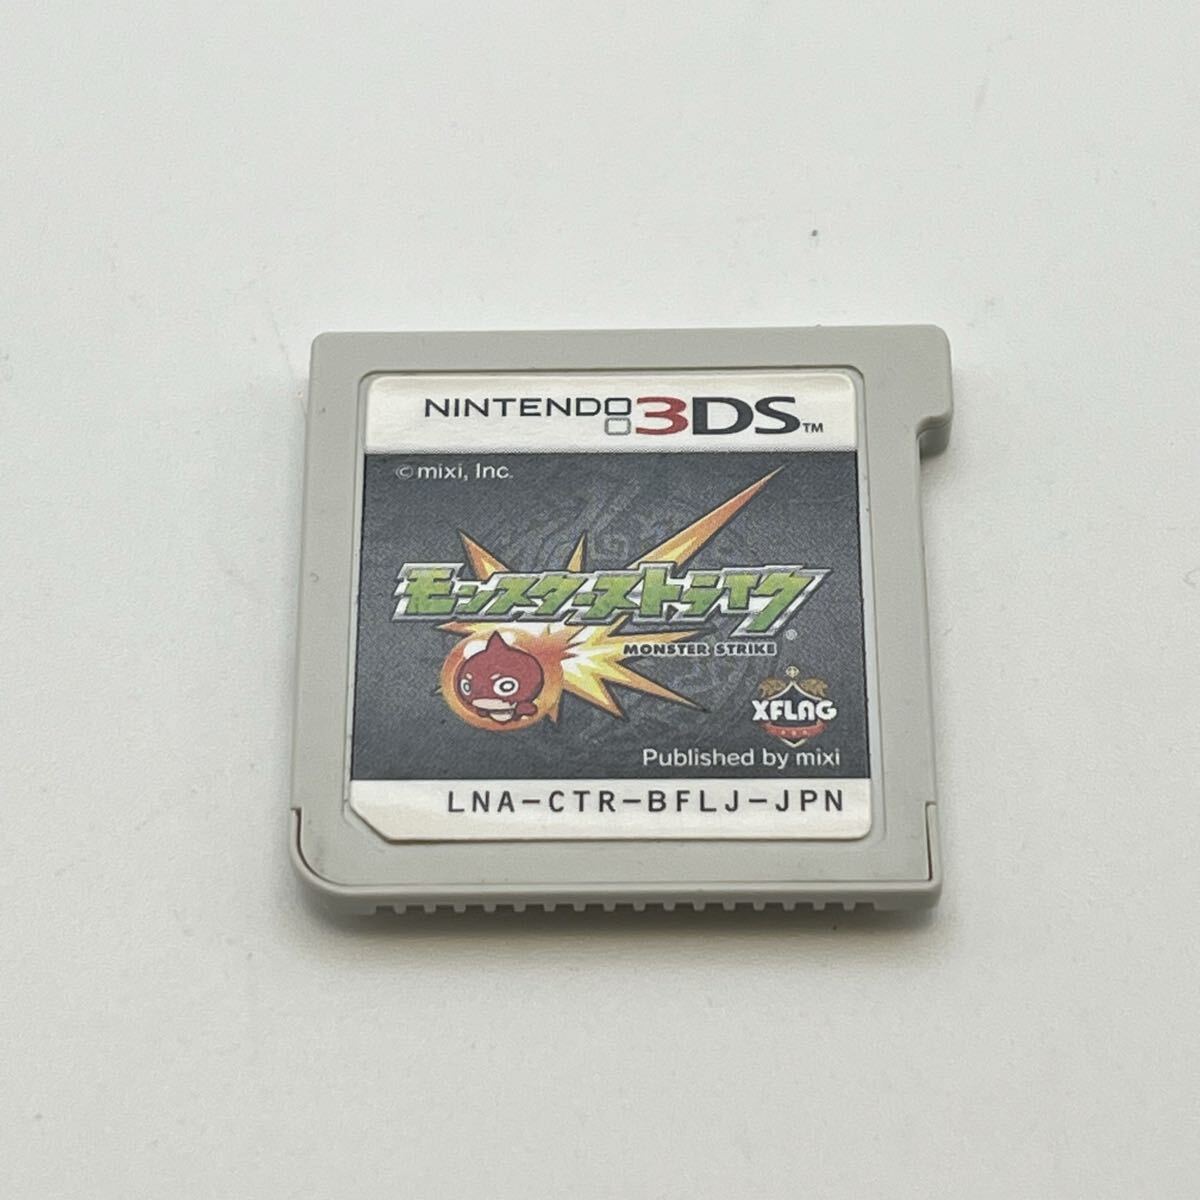 NINTENDO 3DS™
© mixi, Inc.
モンスターストライク®
MONSTER STRIKE
XFLAG
Published by mixi
LNA-CTR-BFLJ-JPN